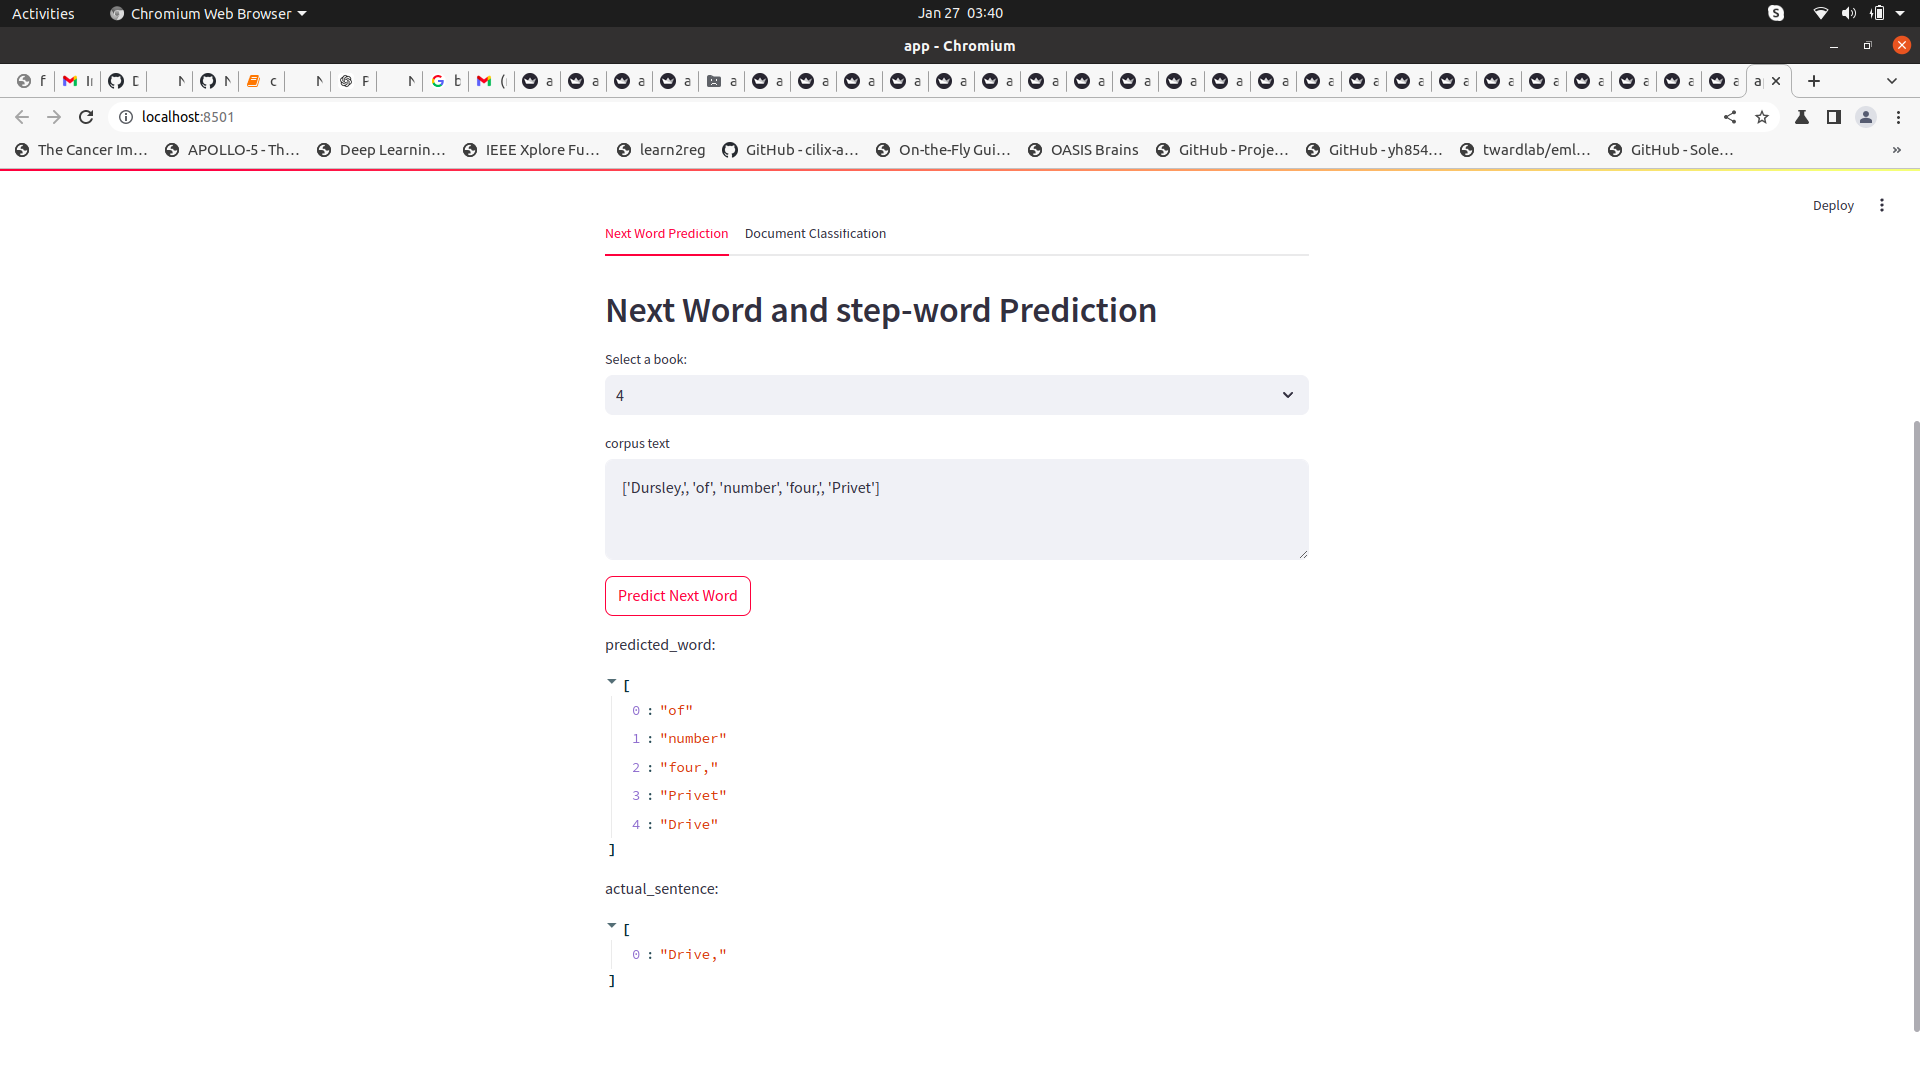 Activities Chromium Web Browser Jan 27 03:40
app - Chromium
f I D N N c N F N b ( a a a a a a a a a a a a a a a a a a a a a a a a a a a a
localhost:8501
The Cancer Im… APOLLO-5 - Th… Deep Learnin… IEEE Xplore Fu… learn2reg GitHub - cilix-a… On-the-Fly Gui… OASIS Brains GitHub - Proje… GitHub - yh854… twardlab/eml… GitHub - Sole… »
Deploy
Next Word Prediction Document Classification
Next Word and step-word Prediction
Select a book:
4
corpus text
['Dursley,', 'of', 'number', 'four,', 'Privet']
Predict Next Word
predicted_word:
[
0 : "of"
1 : "number"
2 : "four,"
3 : "Privet"
4 : "Drive"
]
actual_sentence:
[
0 : "Drive,"
]